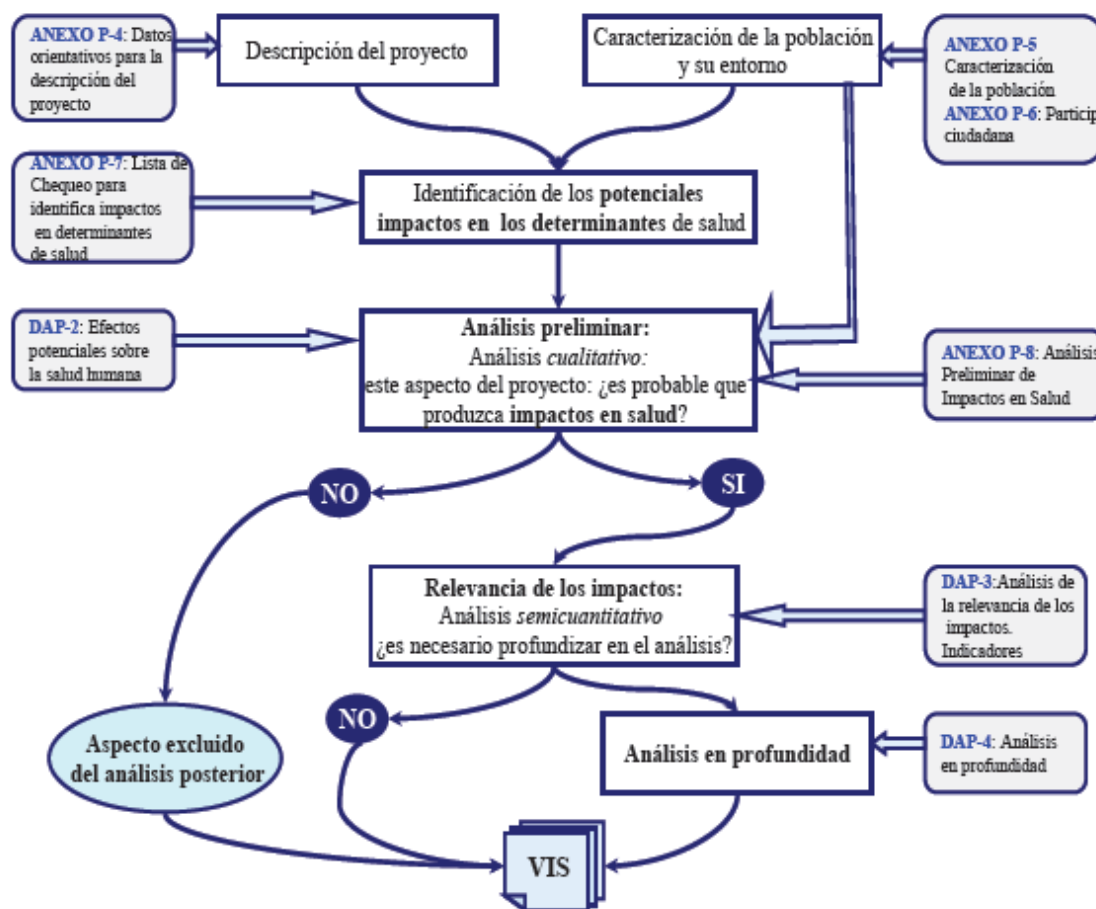 ANEXO P-4: Datos
orientativos para la
descripción del
proyecto
Descripción del proyecto
Caracterización de la población
y su entorno
ANEXO P-5
Caracterización
de la población
ANEXO P-6: Particip
ciudadana
ANEXO P-7: Lista de
Chequeo para
identifica impactos
en determinantes
de salud
Identificación de los potenciales
impactos en los determinantes de salud
DAP-2: Efectos
potenciales sobre
la salud humana
Análisis preliminar:
Análisis cualitativo:
este aspecto del proyecto: ¿es probable que
produzca impactos en salud?
ANEXO P-8: Análisis
Preliminar de
Impactos en Salud
NO
SI
Relevancia de los impactos:
Análisis semicuantitativo
¿es necesario profundizar en el análisis?
DAP-3:Análisis de
la relevancia de los
impactos.
Indicadores
NO
Aspecto excluido
del análisis posterior
Análisis en profundidad
DAP-4: Análisis
en profundidad
VIS